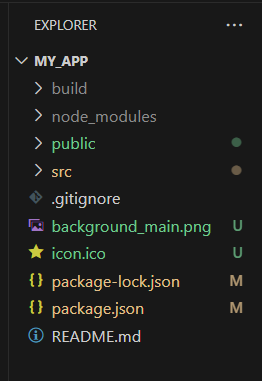 EXPLORER ...
MY_APP
build
node_modules
public
src
.gitignore
background_main.png U
icon.ico U
{} package-lock.json M
{} package.json M
README.md